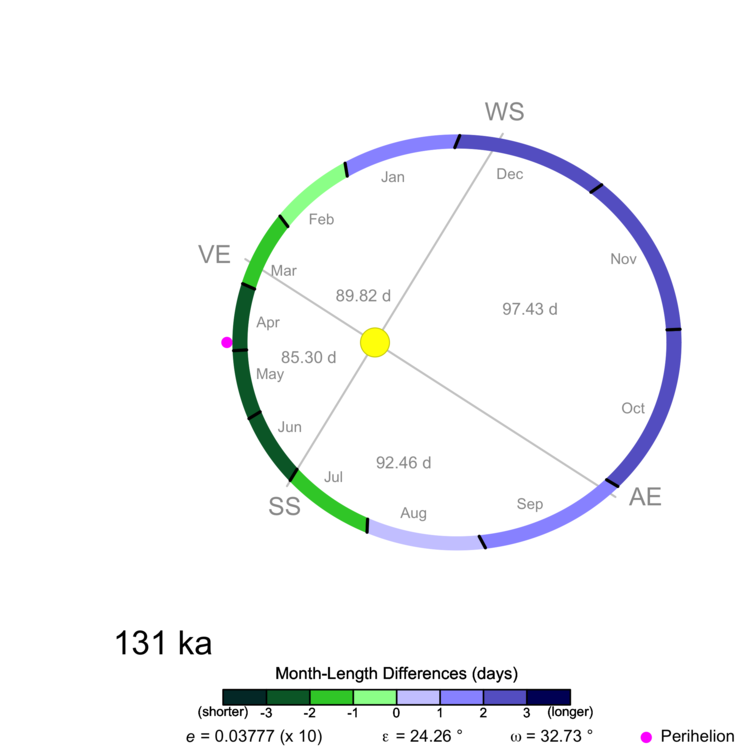 WS
Jan
Dec
Feb
VE
Nov
Mar
89.82 d
97.43 d
Apr
85.30 d
May
Oct
Jun
92.46 d
Jul
SS
AE
Sep
Aug
131 ka
Month-Length Differences (days)
(shorter) -3 -2 -1 0 1 2 3 (longer)
e = 0.03777 (x 10) ε = 24.26 ° ω = 32.73 ° Perihelion